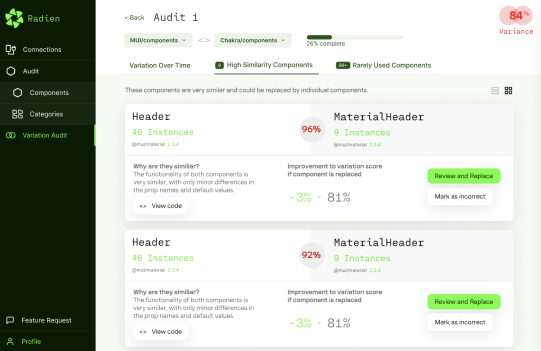 Radien
Connections
Audit
Components
Categories
Variation Audit
Feature Request
Profile
< Back
Audit 1
84%
Variance
MUI/components
<>
Chakra/components
26% complete
Variation Over Time
9
High Similarity Components
99+
Rarely Used Components
These components are very similar and could be replaced by individual components.
Header
46 Instances
@mui/material 2.3.4
96%
MaterialHeader
9 Instances
@mui/material 2.3.4
Why are they similiar?
The functionality of both components is
very similar, with only minor differences in
the prop names and default values.
<> View code
Improvement to variation score
if component is replaced
-3% 81%
Review and Replace
Mark as incorrect
Header
46 Instances
@mui/material 2.3.4
92%
MaterialHeader
9 Instances
@mui/material 2.3.4
Why are they similiar?
The functionality of both components is
very similar, with only minor differences in
the prop names and default values.
<> View code
Improvement to variation score
if component is replaced
-3% 81%
Review and Replace
Mark as incorrect